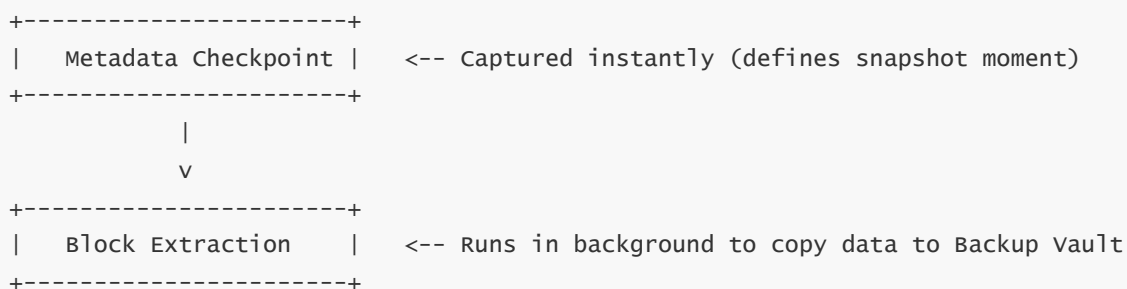 +-----------------------+
|   Metadata Checkpoint |   <-- Captured instantly (defines snapshot moment)
+-----------------------+
            |
            v
+-----------------------+
|   Block Extraction    |   <-- Runs in background to copy data to Backup Vault
+-----------------------+